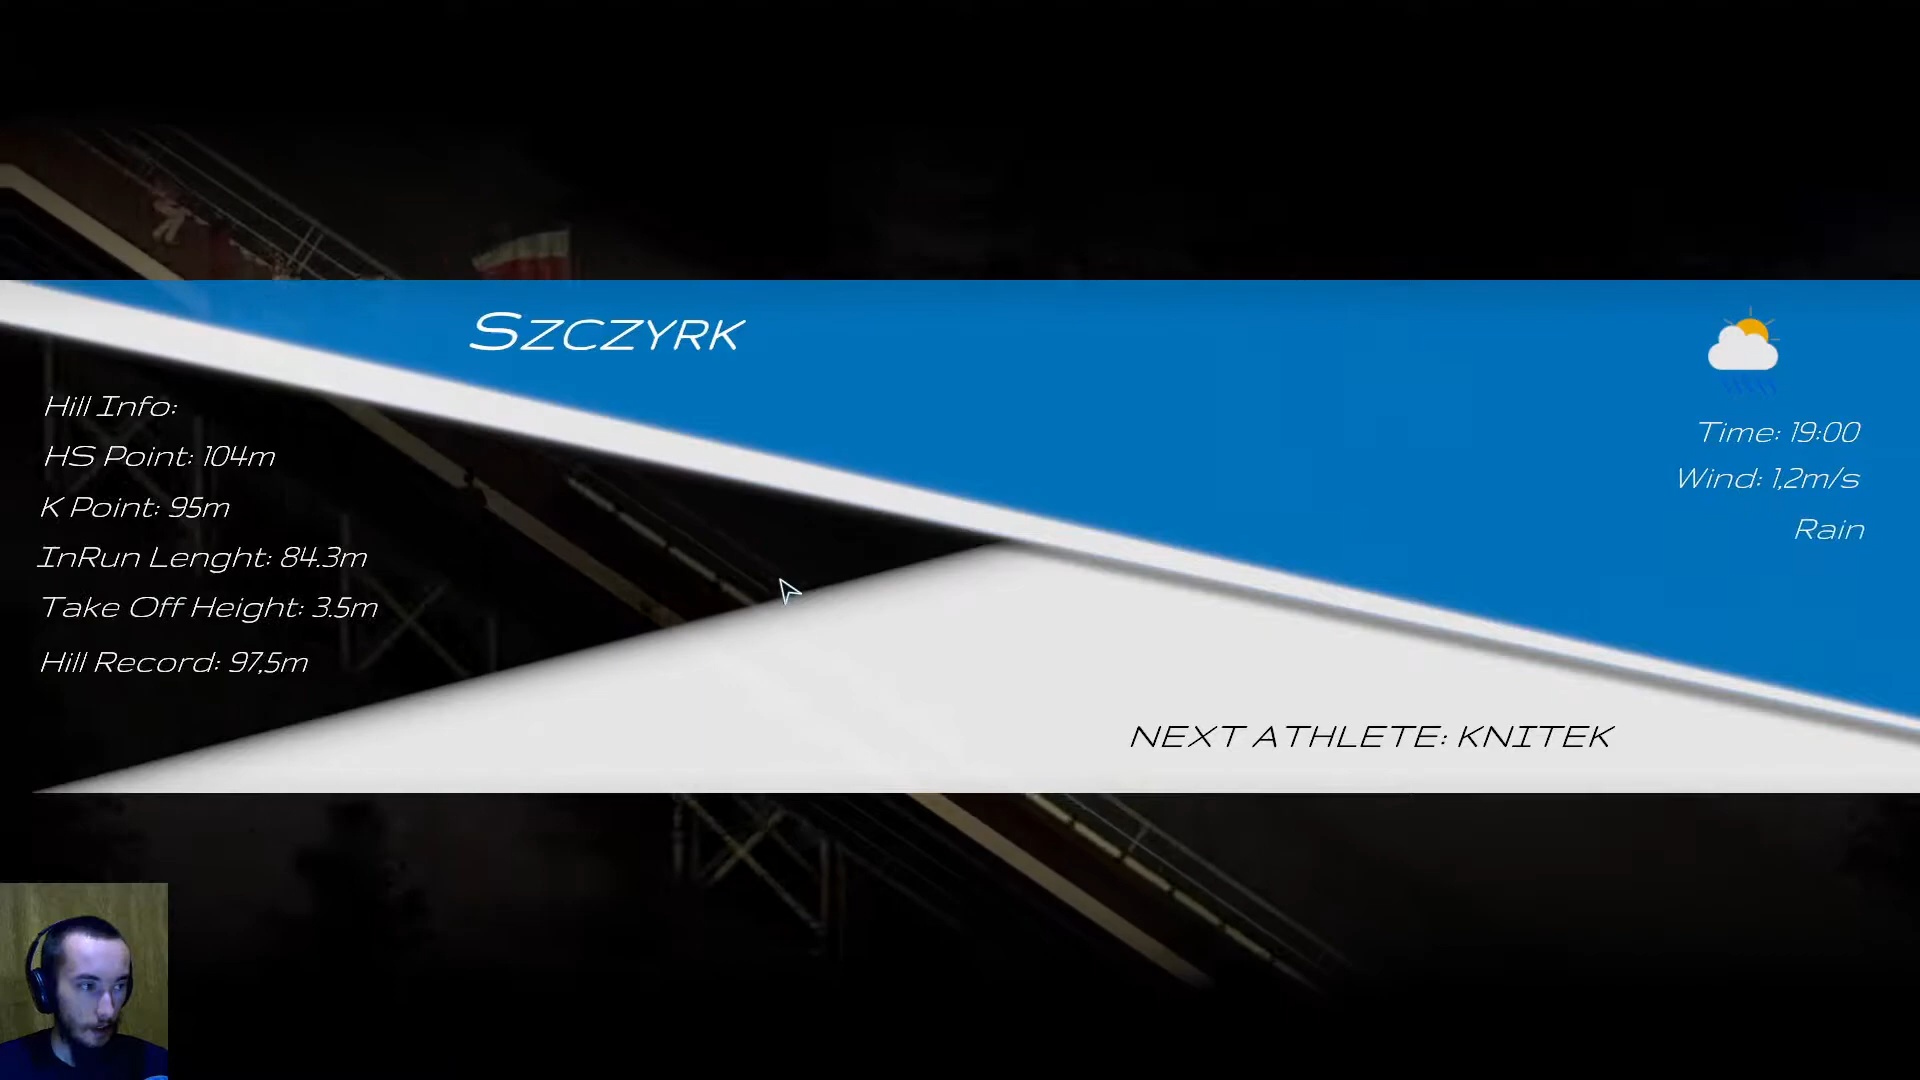 Szczyrk
Hill Info:
HS Point: 104m
K Point: 95m
InRun Lenght: 84.3m
Take Off Height: 3.5m
Hill Record: 97,5m
Time: 19:00
Wind: 1,2m/s
Rain
NEXT ATHLETE: KNITEK